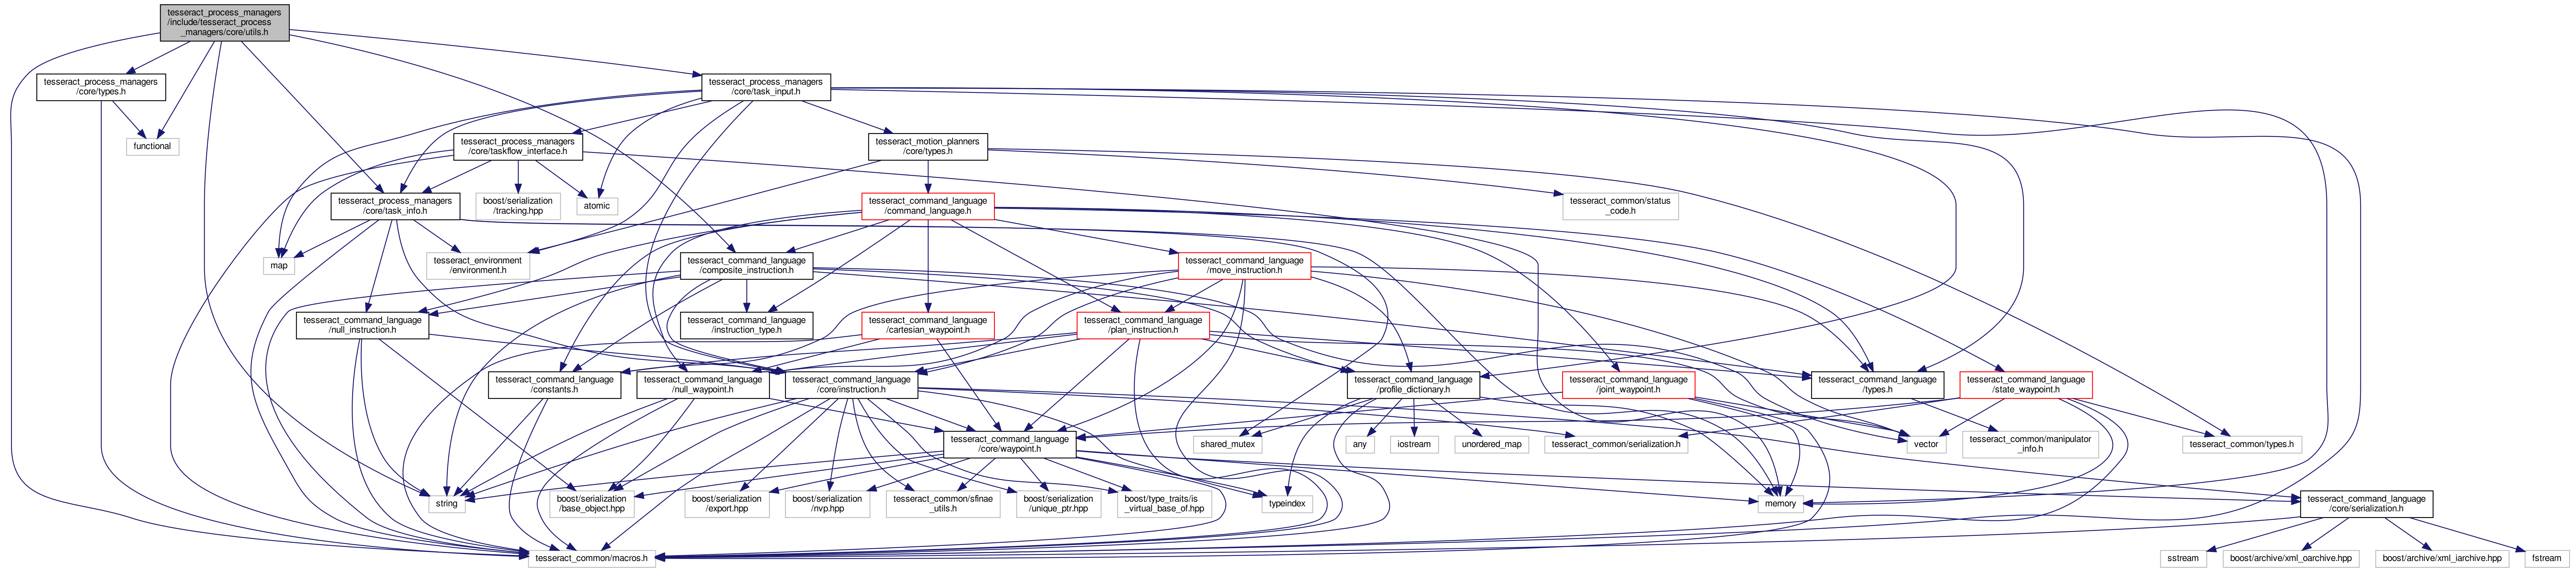 tesseract_process_managers
/include/tesseract_process
_managers/core/utils.h
tesseract_process_managers
/core/types.h
tesseract_process_managers
/core/task_input.h
functional
tesseract_process_managers
/core/taskflow_interface.h
tesseract_motion_planners
/core/types.h
tesseract_process_managers
/core/task_info.h
boost/serialization
/tracking.hpp
atomic
tesseract_command_language
/command_language.h
tesseract_common/status
_code.h
map
tesseract_environment
/environment.h
tesseract_command_language
/composite_instruction.h
tesseract_command_language
/move_instruction.h
tesseract_command_language
/null_instruction.h
tesseract_command_language
/instruction_type.h
tesseract_command_language
/cartesian_waypoint.h
tesseract_command_language
/plan_instruction.h
tesseract_command_language
/constants.h
tesseract_command_language
/null_waypoint.h
tesseract_command_language
/core/instruction.h
tesseract_command_language
/profile_dictionary.h
tesseract_command_language
/joint_waypoint.h
tesseract_command_language
/types.h
tesseract_command_language
/state_waypoint.h
tesseract_command_language
/core/waypoint.h
shared_mutex
any
iostream
unordered_map
tesseract_common/serialization.h
vector
tesseract_common/manipulator
_info.h
tesseract_common/types.h
string
boost/serialization
/base_object.hpp
boost/serialization
/export.hpp
boost/serialization
/nvp.hpp
tesseract_common/sfinae
_utils.h
boost/serialization
/unique_ptr.hpp
boost/type_traits/is
_virtual_base_of.hpp
typeindex
memory
tesseract_command_language
/core/serialization.h
tesseract_common/macros.h
sstream
boost/archive/xml_oarchive.hpp
boost/archive/xml_iarchive.hpp
fstream